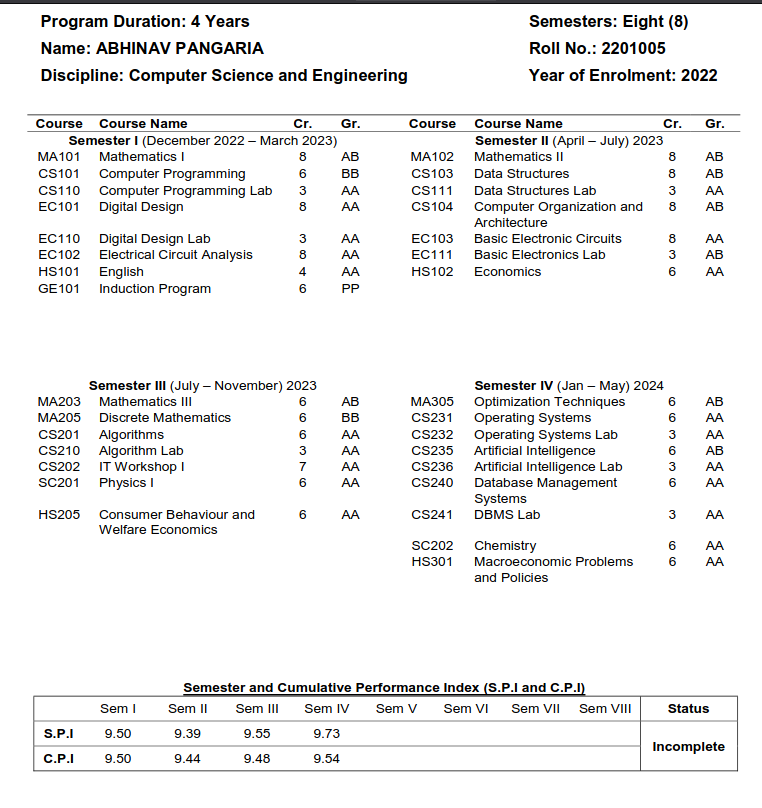 Program Duration: 4 Years Semesters: Eight (8)
Name: ABHINAV PANGARIA Roll No.: 2201005
Discipline: Computer Science and Engineering Year of Enrolment: 2022
Course Course Name Cr. Gr. Course Course Name Cr. Gr.
Semester I (December 2022 – March 2023) Semester II (April – July) 2023
MA101 Mathematics I 8 AB MA102 Mathematics II 8 AB
CS101 Computer Programming 6 BB CS103 Data Structures 8 AB
CS110 Computer Programming Lab 3 AA CS111 Data Structures Lab 3 AA
EC101 Digital Design 8 AA CS104 Computer Organization and 8 AB
Architecture
EC110 Digital Design Lab 3 AA EC103 Basic Electronic Circuits 8 AA
EC102 Electrical Circuit Analysis 8 AA EC111 Basic Electronics Lab 3 AB
HS101 English 4 AA HS102 Economics 6 AA
GE101 Induction Program 6 PP
Semester III (July – November) 2023 Semester IV (Jan – May) 2024
MA203 Mathematics III 6 AB MA305 Optimization Techniques 6 AB
MA205 Discrete Mathematics 6 BB CS231 Operating Systems 6 AA
CS201 Algorithms 6 AA CS232 Operating Systems Lab 3 AA
CS210 Algorithm Lab 3 AA CS235 Artificial Intelligence 6 AB
CS202 IT Workshop I 7 AA CS236 Artificial Intelligence Lab 3 AA
SC201 Physics I 6 AA CS240 Database Management 6 AA
Systems
HS205 Consumer Behaviour and 6 AA CS241 DBMS Lab 3 AA
Welfare Economics
SC202 Chemistry 6 AA
HS301 Macroeconomic Problems 6 AA
and Policies
Semester and Cumulative Performance Index (S.P.I and C.P.I)
Sem I Sem II Sem III Sem IV Sem V Sem VI Sem VII Sem VIII Status
S.P.I 9.50 9.39 9.55 9.73
Incomplete
C.P.I 9.50 9.44 9.48 9.54